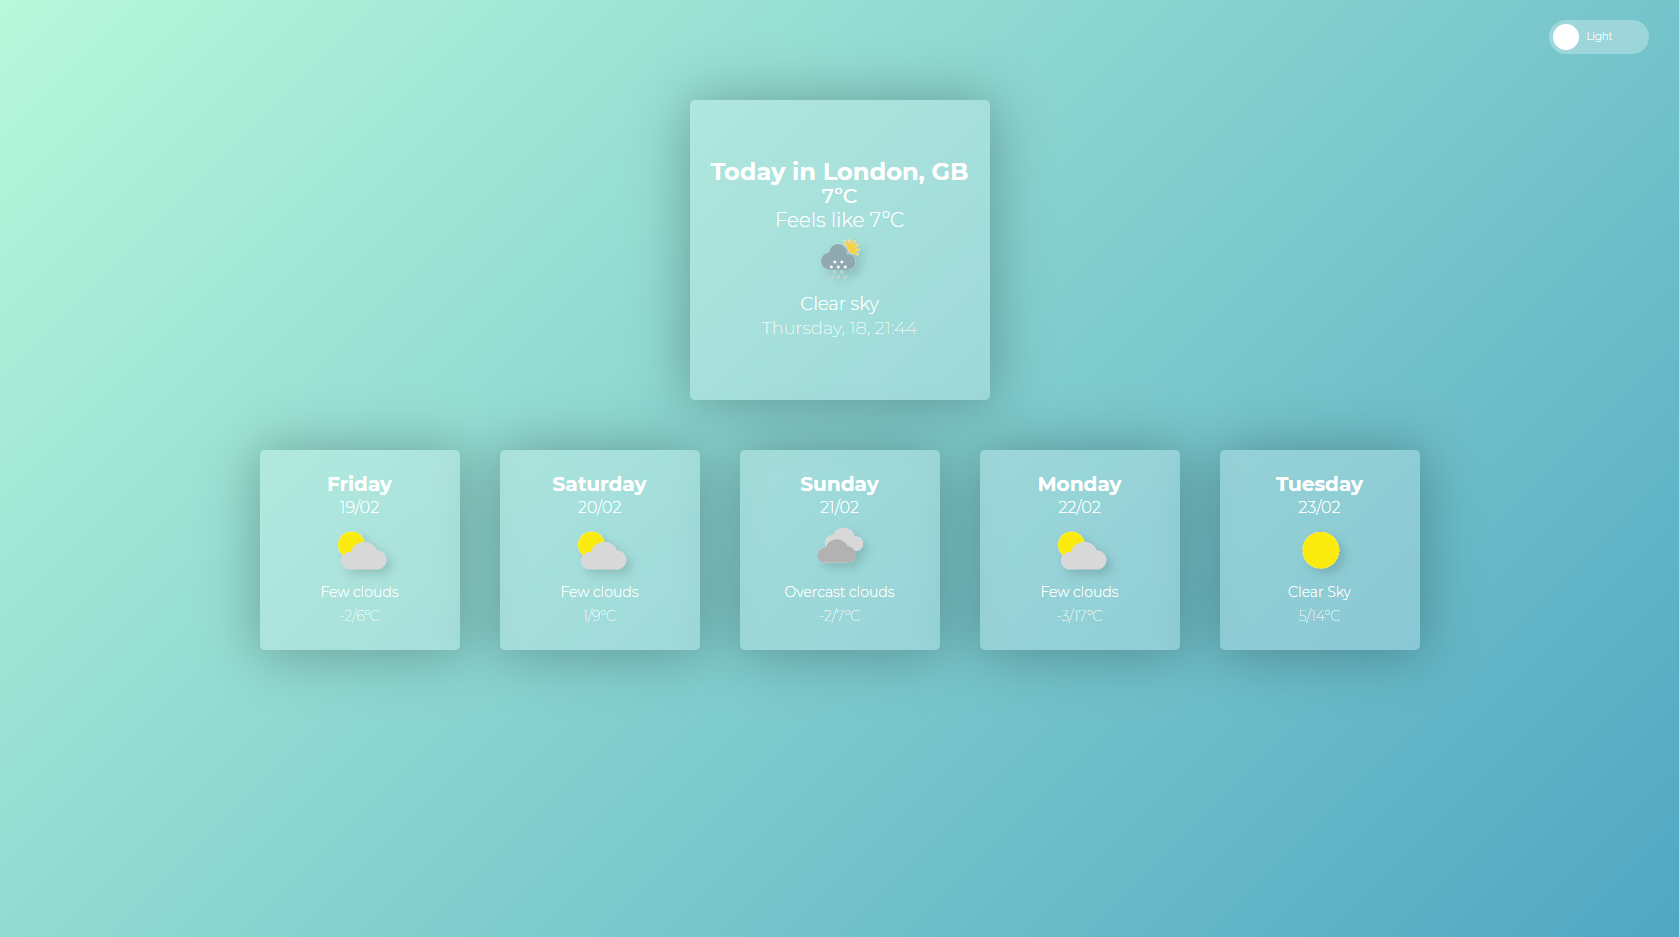 Light
Today in London, GB
7°C
Feels like 7°C
Clear sky
Thursday, 18, 21:44
Friday
19/02
Few clouds
-2/6°C
Saturday
20/02
Few clouds
1/9°C
Sunday
21/02
Overcast clouds
-2/7°C
Monday
22/02
Few clouds
-3/17°C
Tuesday
23/02
Clear Sky
5/14°C